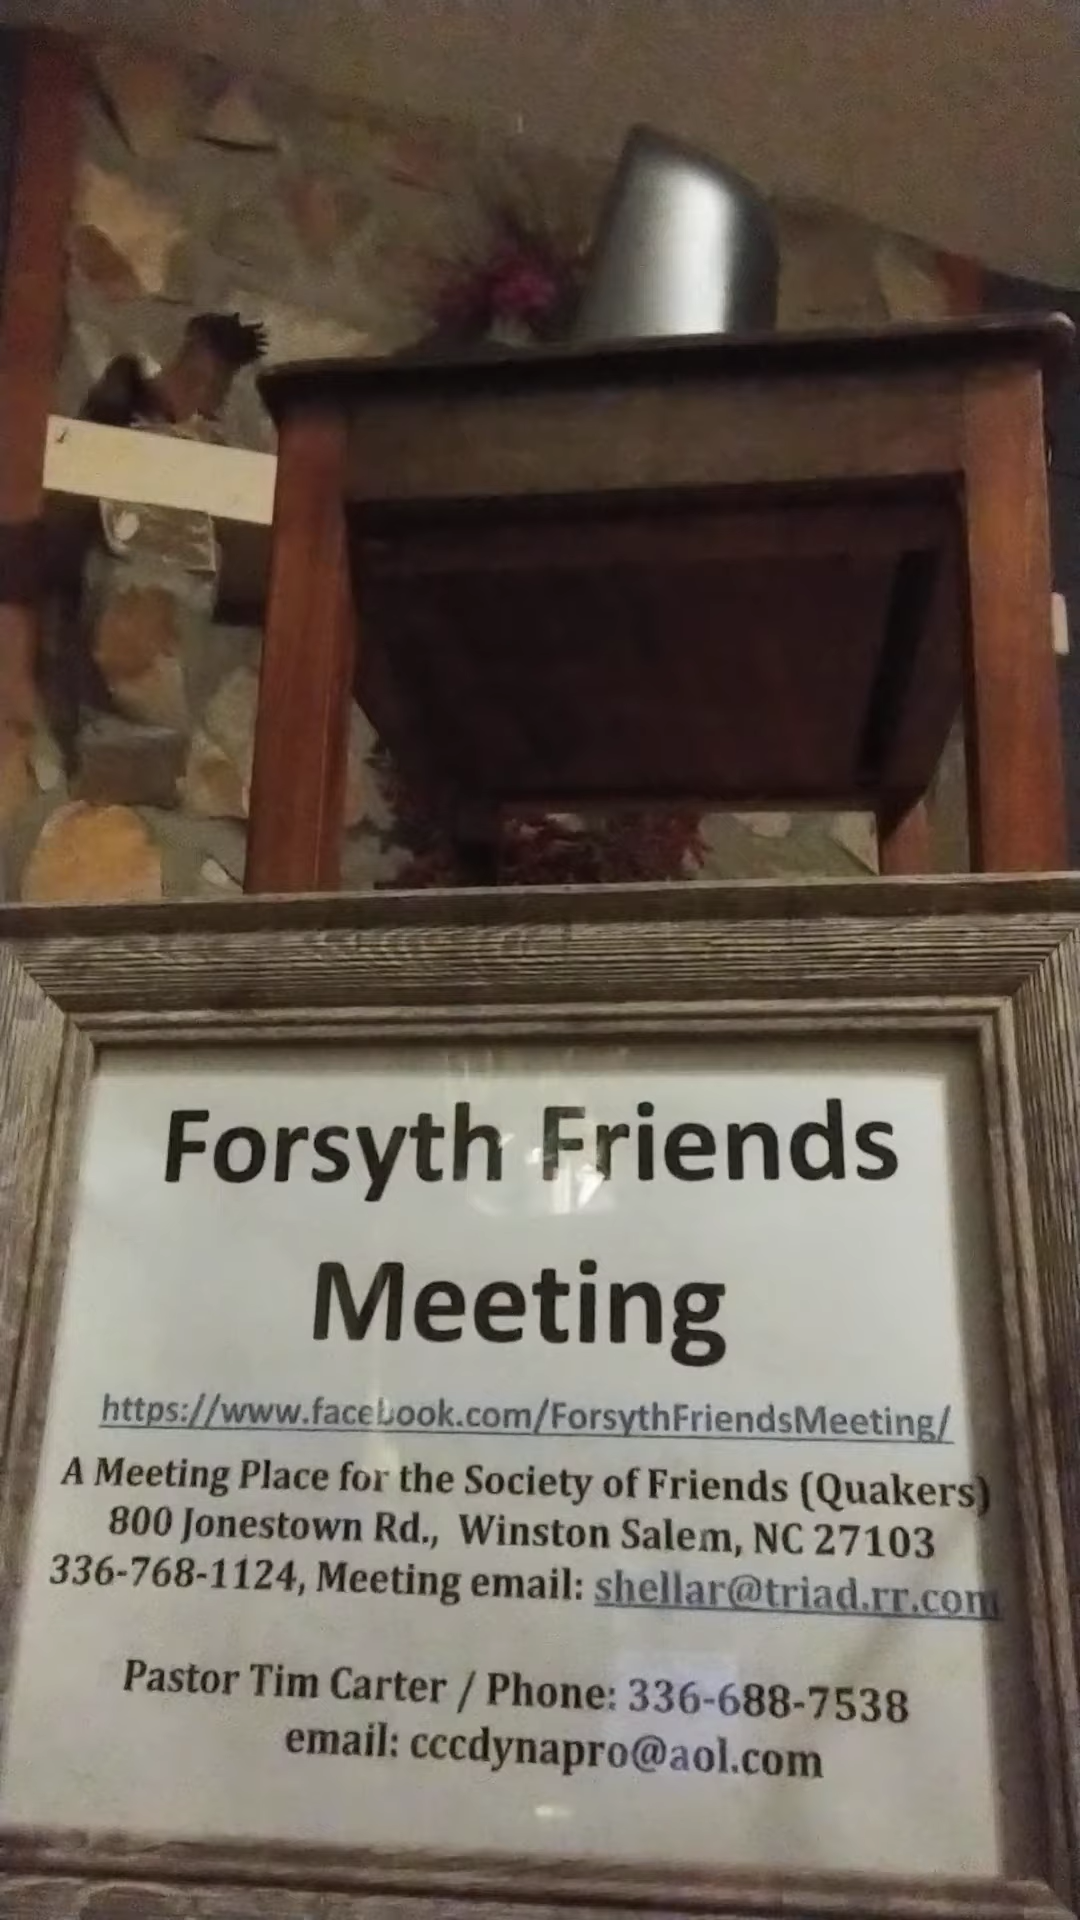 Forsyth Friends
Meeting
https://www.facebook.com/ForsythFriendsMeeting/
A Meeting Place for the Society of Friends (Quakers)
800 Jonestown Rd., Winston Salem, NC 27103
336-768-1124, Meeting email: shellar@triad.rr.com
Pastor Tim Carter / Phone: 336-688-7538
email: cccdynapro@aol.com